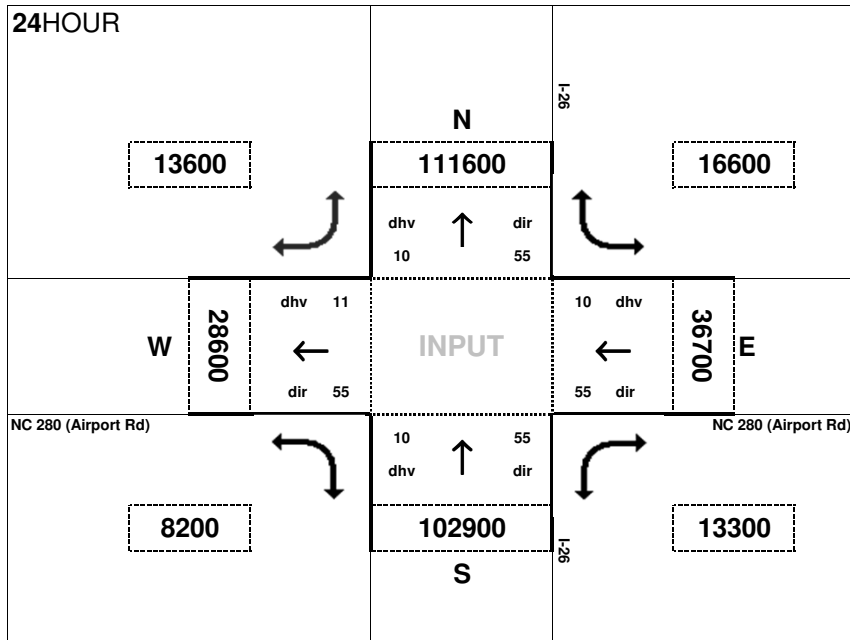 24HOUR
I-26
N
13600
111600
16600
dhv dir
10 55
dhv 11
10 dhv
W
28600
INPUT
36700
E
dir 55
55 dir
NC 280 (Airport Rd)
NC 280 (Airport Rd)
10 55
dhv dir
8200
102900
13300
I-26
S